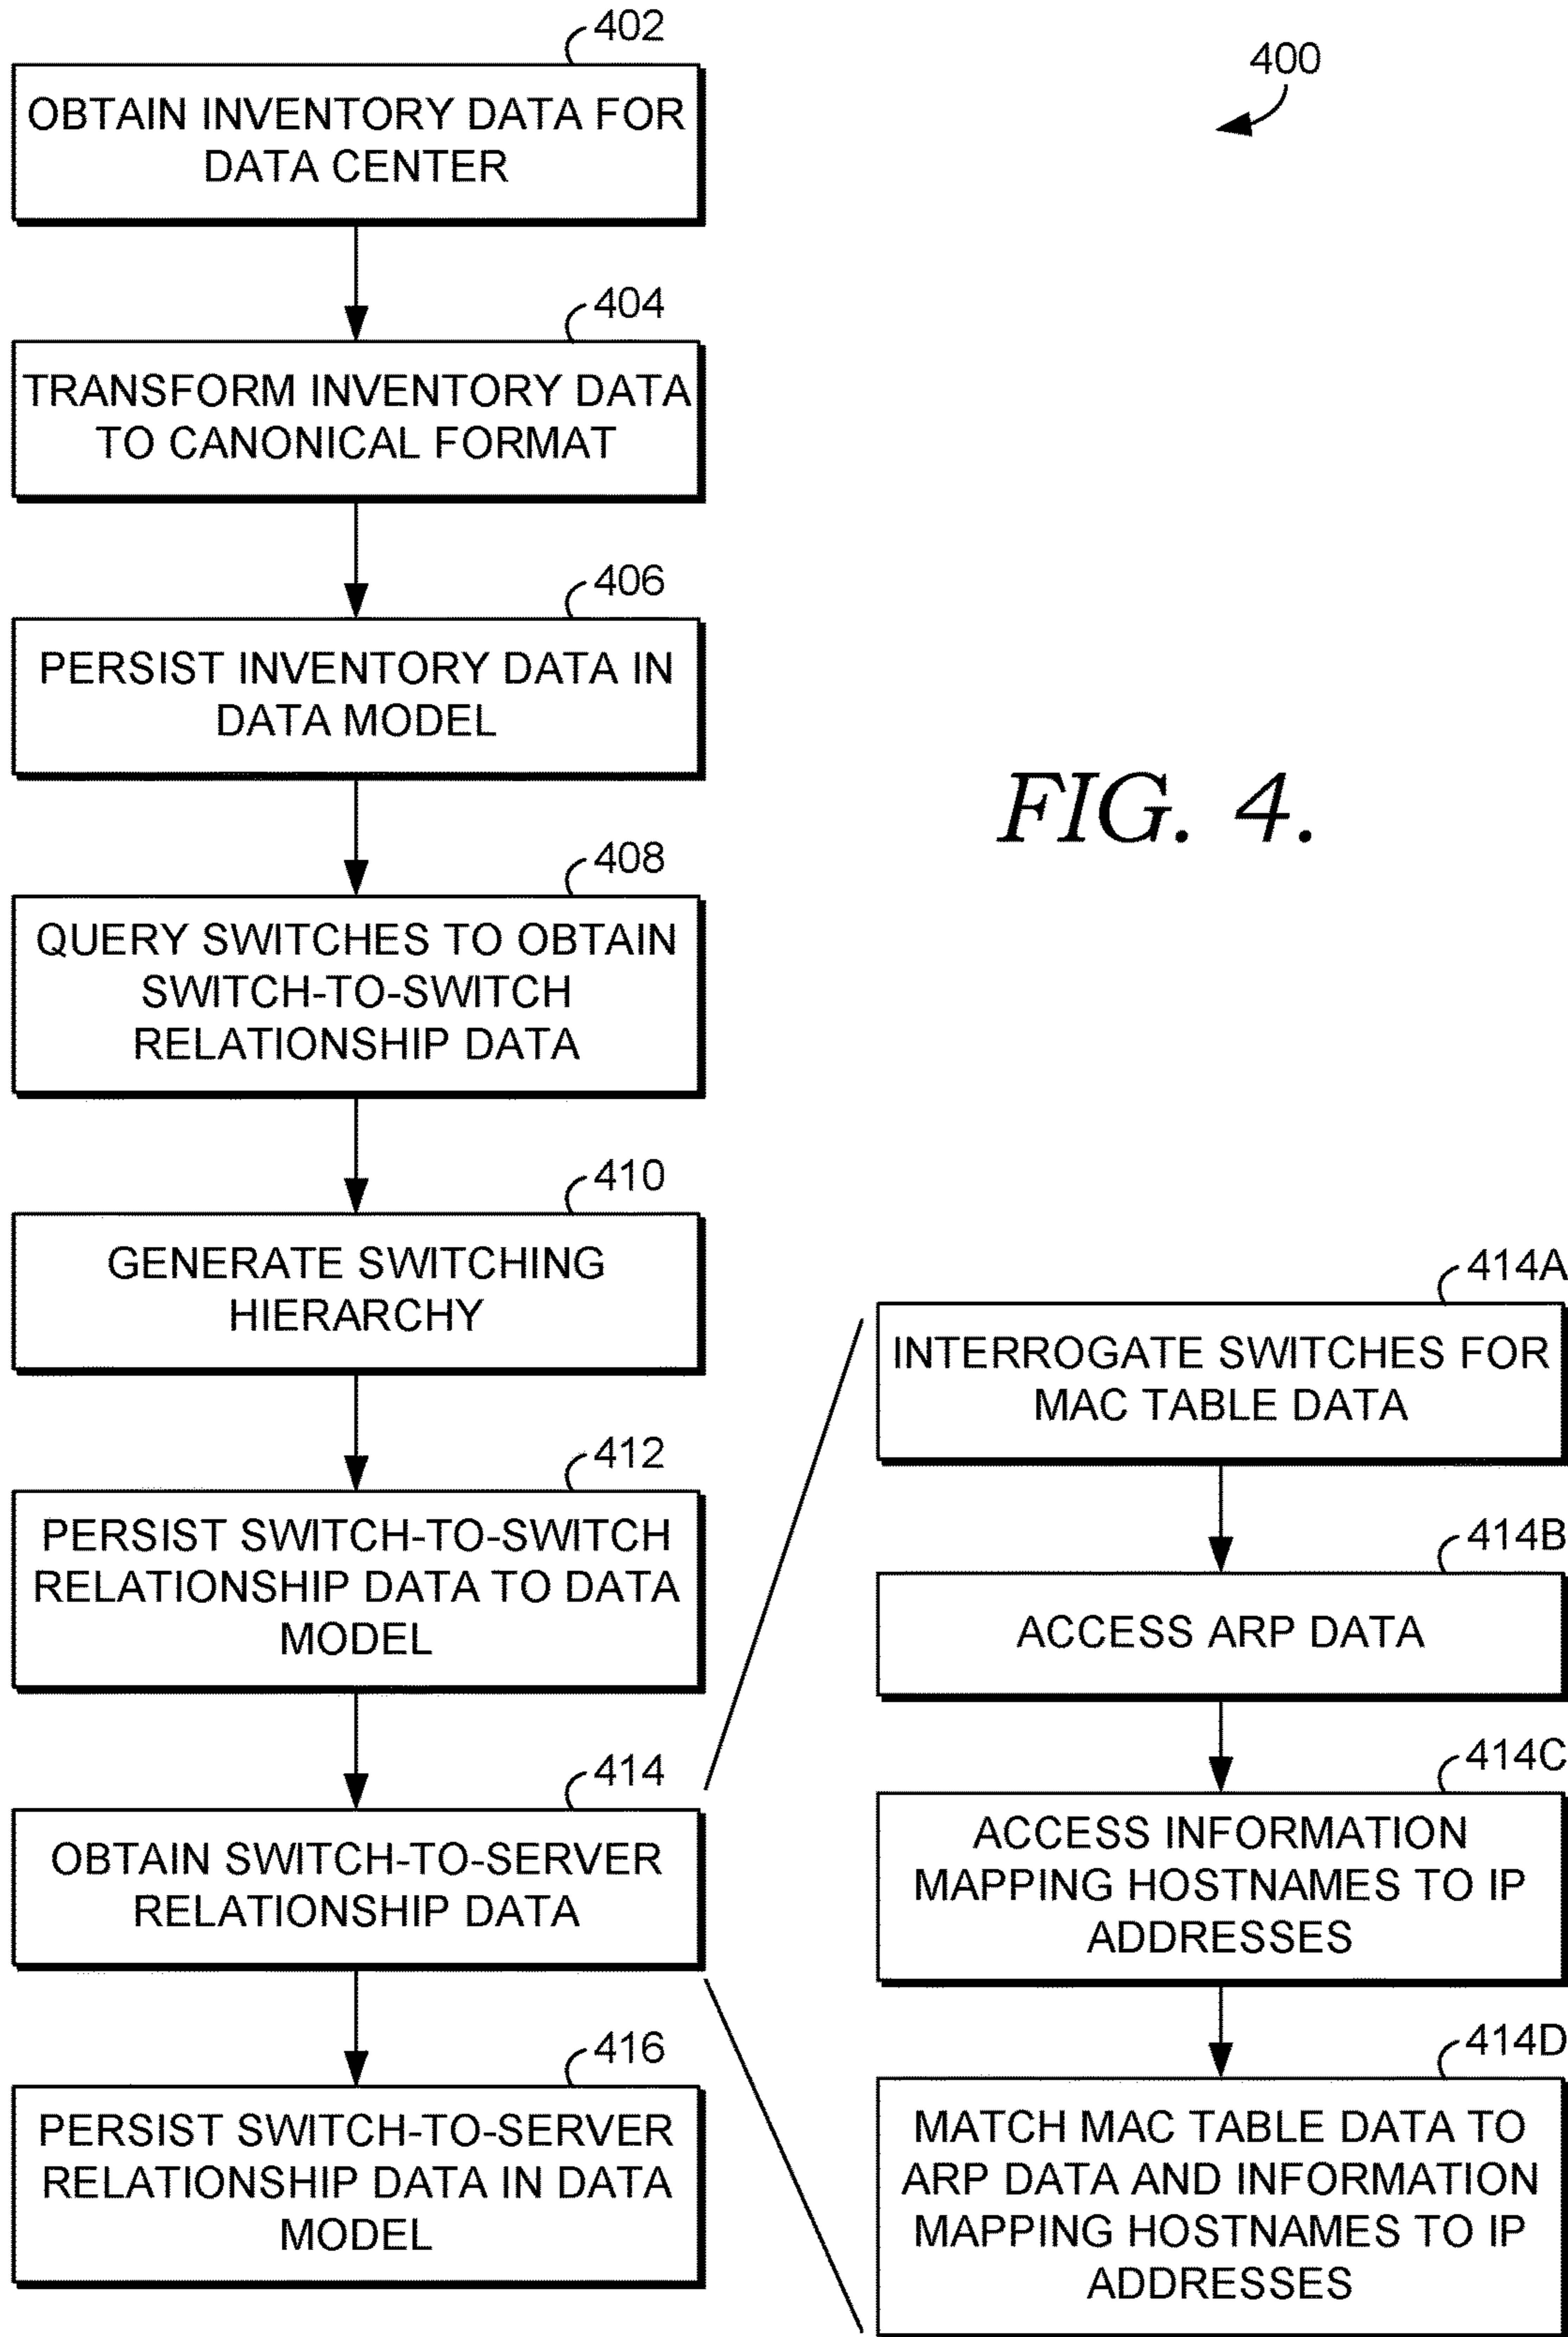 402
OBTAIN INVENTORY DATA FOR
DATA CENTER
400
404
TRANSFORM INVENTORY DATA
TO CANONICAL FORMAT
406
PERSIST INVENTORY DATA IN
DATA MODEL
FIG. 4.
408
QUERY SWITCHES TO OBTAIN
SWITCH-TO-SWITCH
RELATIONSHIP DATA
410
GENERATE SWITCHING
HIERARCHY
412
PERSIST SWITCH-TO-SWITCH
RELATIONSHIP DATA TO DATA
MODEL
414
OBTAIN SWITCH-TO-SERVER
RELATIONSHIP DATA
416
PERSIST SWITCH-TO-SERVER
RELATIONSHIP DATA IN DATA
MODEL
414A
INTERROGATE SWITCHES FOR
MAC TABLE DATA
414B
ACCESS ARP DATA
414C
ACCESS INFORMATION
MAPPING HOSTNAMES TO IP
ADDRESSES
414D
MATCH MAC TABLE DATA TO
ARP DATA AND INFORMATION
MAPPING HOSTNAMES TO IP
ADDRESSES